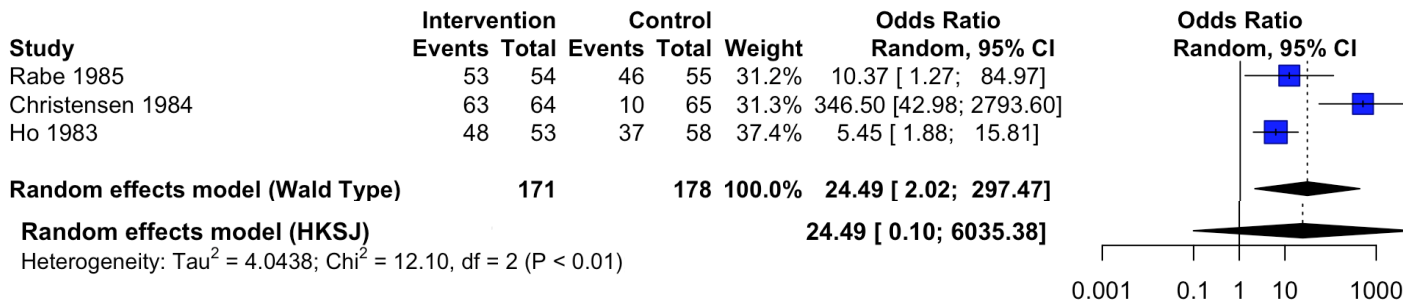 Intervention Control Odds Ratio Odds Ratio
Study Events Total Events Total Weight Random, 95% CI Random, 95% CI
Rabe 1985 53 54 46 55 31.2% 10.37 [ 1.27; 84.97]
Christensen 1984 63 64 10 65 31.3% 346.50 [42.98; 2793.60]
Ho 1983 48 53 37 58 37.4% 5.45 [ 1.88; 15.81]
Random effects model (Wald Type) 171 178 100.0% 24.49 [ 2.02; 297.47]
Random effects model (HKSJ) 24.49 [ 0.10; 6035.38]
Heterogeneity: Tau² = 4.0438; Chi² = 12.10, df = 2 (P < 0.01)
0.001 0.1 1 10 1000